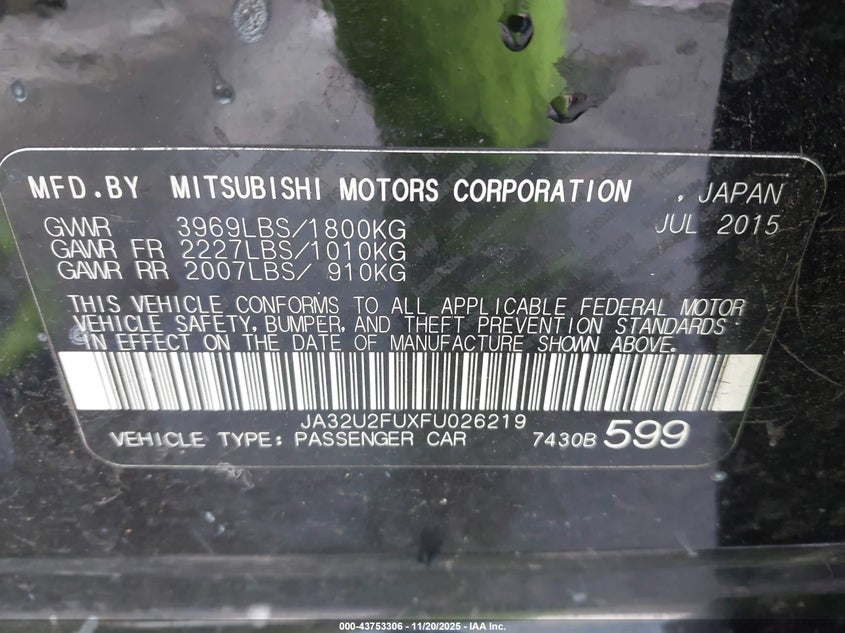 MFD.BY MITSUBISHI MOTORS CORPORATION , JAPAN
GVWR 3969LBS/1800KG JUL 2015
GAWR FR 2227LBS/1010KG
GAWR RR 2007LBS/ 910KG
THIS VEHICLE CONFORMS TO ALL APPLICABLE FEDERAL MOTOR
VEHICLE SAFETY, BUMPER, AND THEFT PREVENTION STANDARDS
IN EFFECT ON THE DATE OF MANUFACTURE SHOWN ABOVE.
JA32U2FUXFU026219
VEHICLE TYPE: PASSENGER CAR 7430B 599
000-43753306 - 11/20/2025 - IAA Inc.